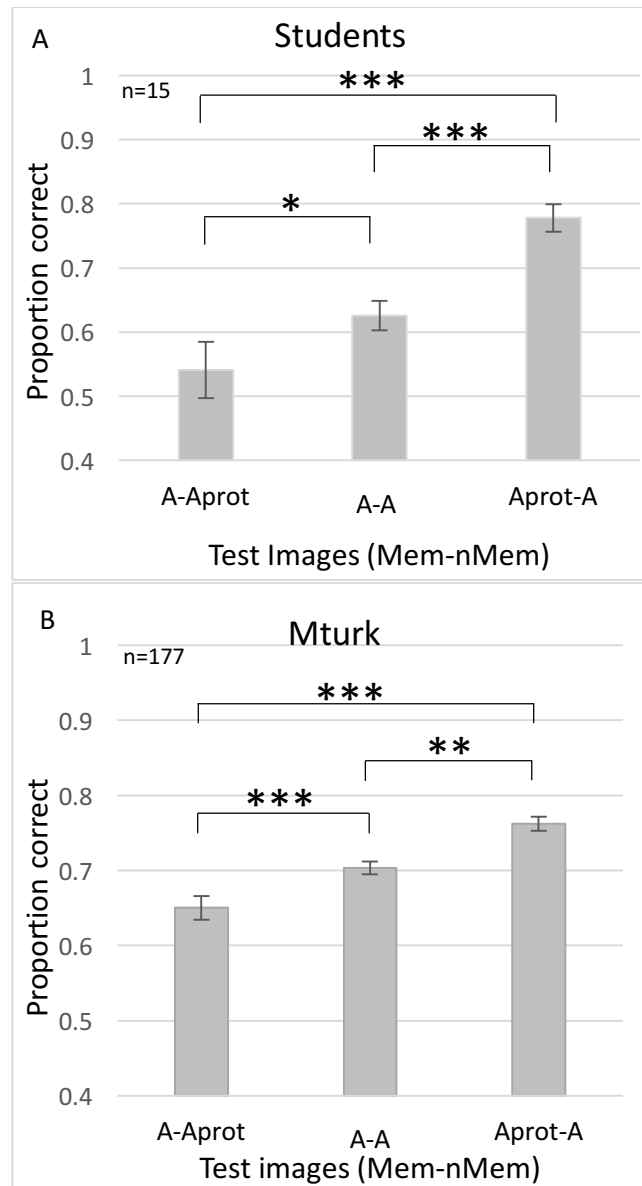 A
Students
n=15
***
***
*
1
0.9
0.8
0.7
0.6
0.5
0.4
Proportion correct
A-Aprot
A-A
Aprot-A
Test Images (Mem-nMem)
B
Mturk
n=177
***
**
***
1
0.9
0.8
0.7
0.6
0.5
0.4
Proportion correct
A-Aprot
A-A
Aprot-A
Test images (Mem-nMem)